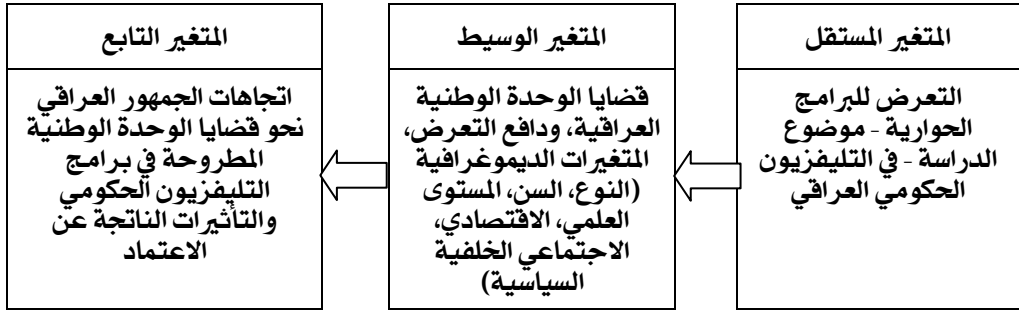 المتغير المستقل
التعرض للبرامج
الحوارية - موضوع
الدراسة - في التليفزيون
الحكومي العراقي
المتغير الوسيط
قضايا الوحدة الوطنية
العراقية، ودافع التعرض،
المتغيرات الديموغرافية
(النوع، السن، المستوى
العلمي، الاقتصادي،
الاجتماعي الخلفية
السياسية)
المتغير التابع
اتجاهات الجمهور العراقي
نحو قضايا الوحدة الوطنية
المطروحة في برامج
التليفزيون الحكومي
والتأثيرات الناتجة عن
الاعتماد